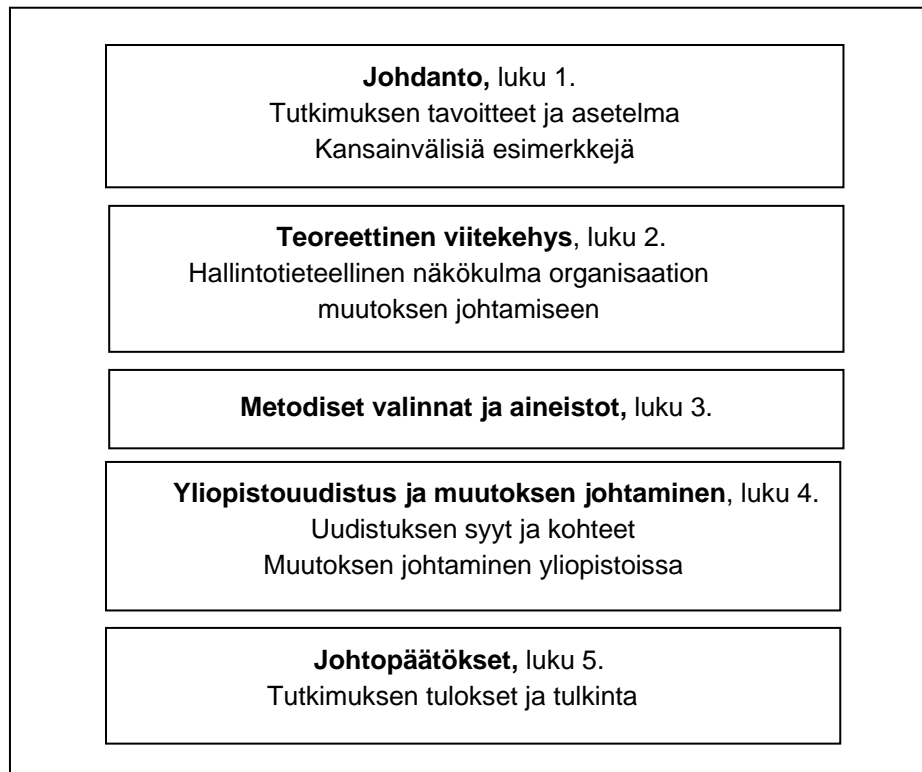 Johdanto, luku 1.
Tutkimuksen tavoitteet ja asetelma
Kansainvälisiä esimerkkejä
Teoreettinen viitekehys, luku 2.
Hallintotieteellinen näkökulma organisaation
muutoksen johtamiseen
Metodiset valinnat ja aineistot, luku 3.
Yliopistouudistus ja muutoksen johtaminen, luku 4.
Uudistuksen syyt ja kohteet
Muutoksen johtaminen yliopistoissa
Johtopäätökset, luku 5.
Tutkimuksen tulokset ja tulkinta